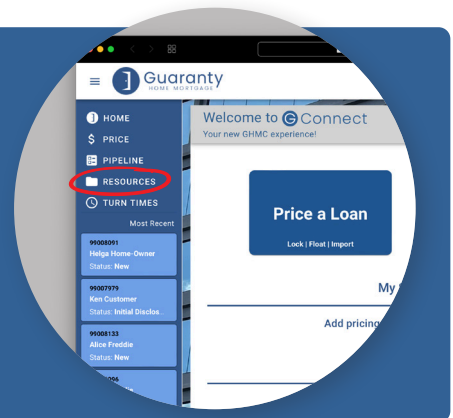 Guaranty
HOME MORTGAGE
HOME
PRICE
PIPELINE
RESOURCES
TURN TIMES
Most Recent
99008091
Helga Home-Owner
Status: New
99007979
Ken Customer
Status: Initial Disclos...
99008133
Alice Freddie
Status: New
Welcome to G Connect
Your new GHMC experience!
Price a Loan
Lock | Float | Import
My
Add pricing